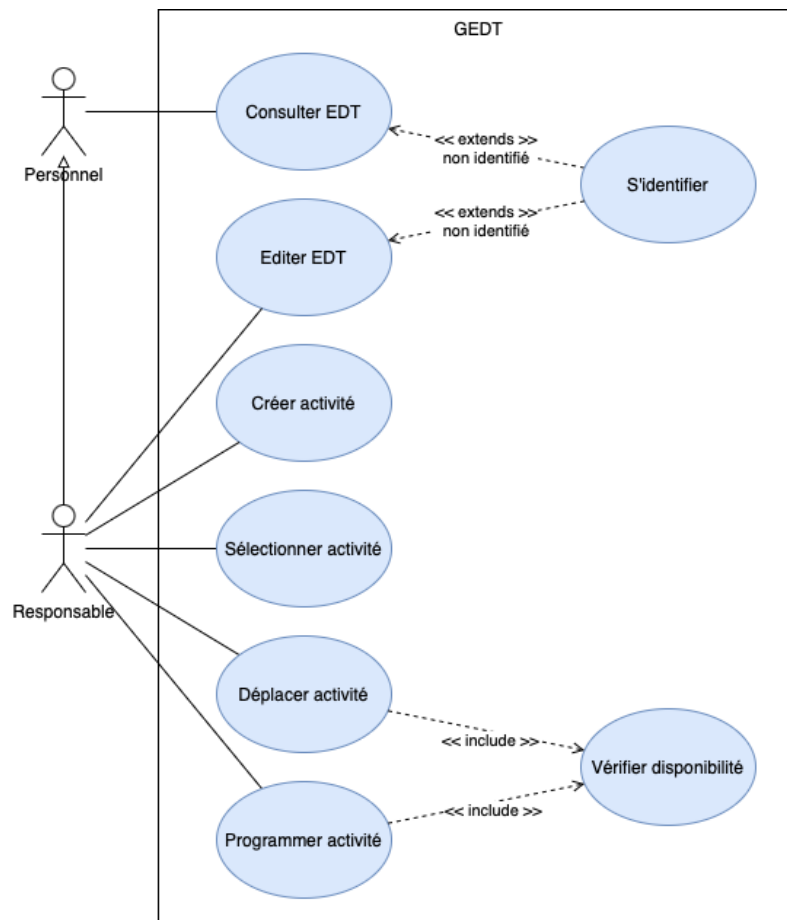 GEDT
Personnel
Consulter EDT
<< extends >>
non identifié
S'identifier
<< extends >>
non identifié
Editer EDT
Créer activité
Sélectionner activité
Responsable
Déplacer activité
<< include >>
Vérifier disponibilité
<< include >>
Programmer activité